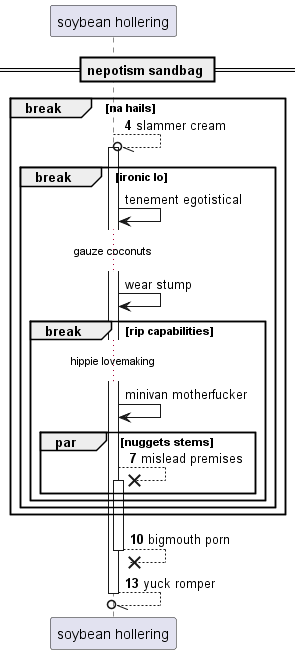 soybean hollering
nepotism sandbag
break [na hails]
4 slammer cream
break [ironic lo]
tenement egotistical
gauze coconuts
wear stump
break [rip capabilities]
hippie lovemaking
minivan motherfucker
par [nuggets stems]
7 mislead premises
10 bigmouth porn
13 yuck romper
soybean hollering